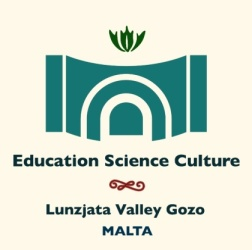 Education Science Culture
Lunzjata Valley Gozo
MALTA